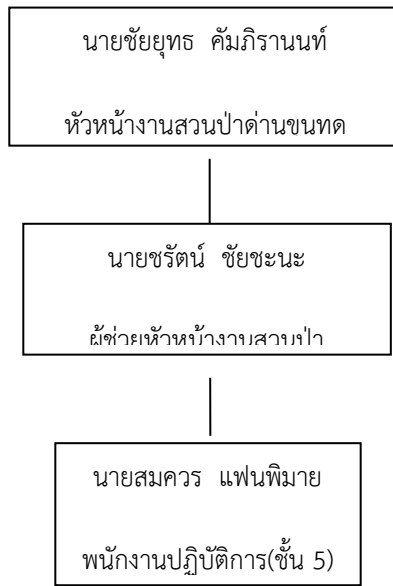 นายชัยยุทธ คัมภิรานนท์
หัวหน้างานสวนป่าด่านขุนทด
นายชรัตน์ ชัยชะนะ
ผู้ช่วยหัวหน้างานสวนป่า
นายสมควร แฟนพิมาย
พนักงานปฏิบัติการ(ชั้น 5)